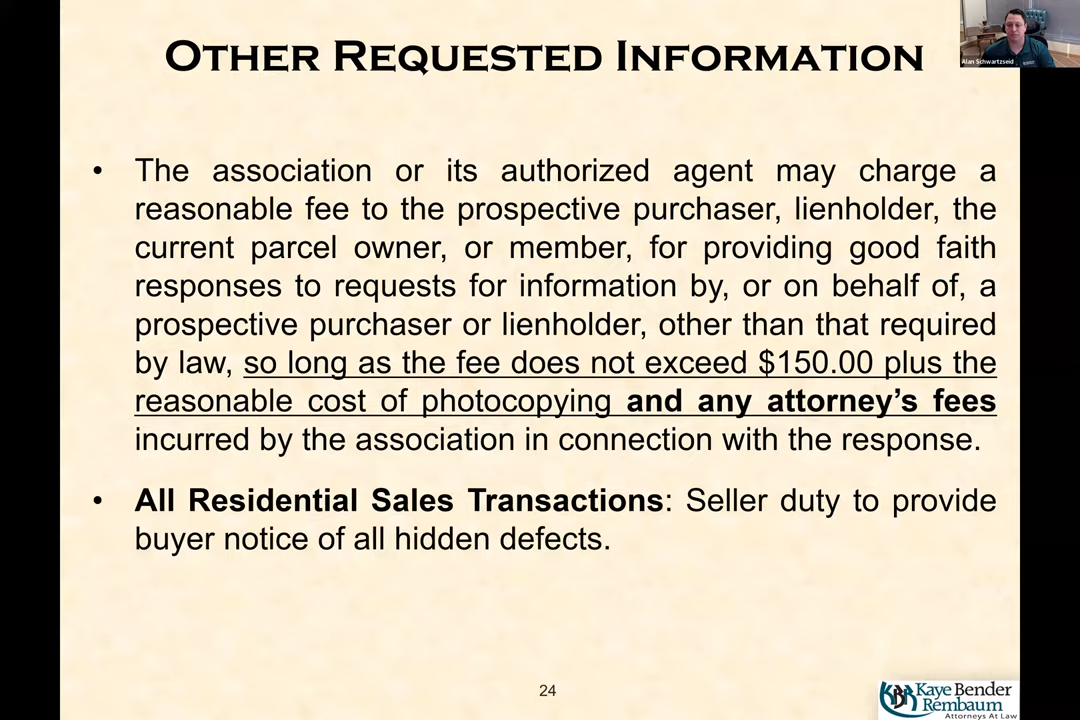 OTHER REQUESTED INFORMATION
Alan Schwartzseid
• The association or its authorized agent may charge a
reasonable fee to the prospective purchaser, lienholder, the
current parcel owner, or member, for providing good faith
responses to requests for information by, or on behalf of, a
prospective purchaser or lienholder, other than that required
by law, so long as the fee does not exceed $150.00 plus the
reasonable cost of photocopying and any attorney’s fees
incurred by the association in connection with the response.
• All Residential Sales Transactions: Seller duty to provide
buyer notice of all hidden defects.
24
KBR Kaye Bender
Rembaum
Attorneys At Law